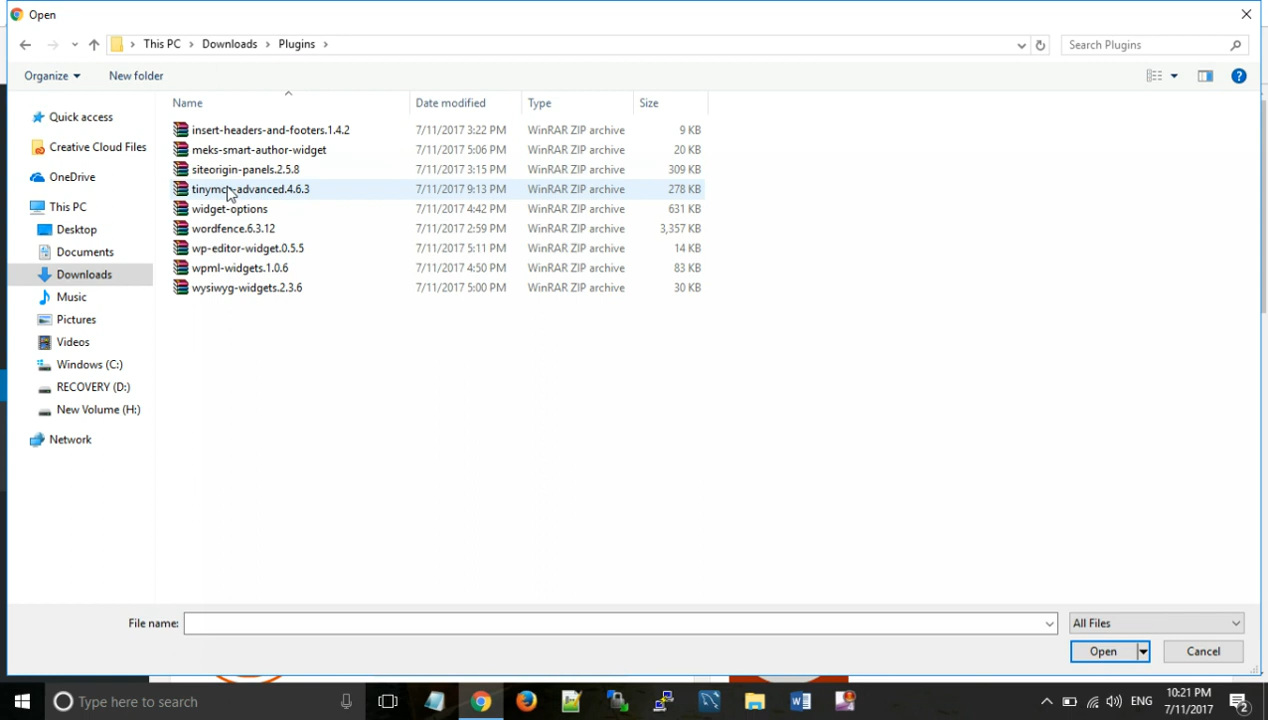 Open
This PC Downloads Plugins Search Plugins
Organize New folder
Name Date modified Type Size
Quick access
Creative Cloud Files
OneDrive
This PC
Desktop
Documents
Downloads
Music
Pictures
Videos
Windows (C:)
RECOVERY (D:)
New Volume (H:)
Network
insert-headers-and-footers.1.4.2 7/11/2017 3:22 PM WinRAR ZIP archive 9 KB
meks-smart-author-widget 7/11/2017 5:06 PM WinRAR ZIP archive 20 KB
siteorigin-panels.2.5.8 7/11/2017 3:15 PM WinRAR ZIP archive 309 KB
tinymce-advanced.4.6.3 7/11/2017 9:13 PM WinRAR ZIP archive 278 KB
widget-options 7/11/2017 4:42 PM WinRAR ZIP archive 631 KB
wordfence.6.3.12 7/11/2017 2:59 PM WinRAR ZIP archive 3,357 KB
wp-editor-widget.0.5.5 7/11/2017 5:11 PM WinRAR ZIP archive 14 KB
wpml-widgets.1.0.6 7/11/2017 4:50 PM WinRAR ZIP archive 83 KB
wysiwyg-widgets.2.3.6 7/11/2017 5:00 PM WinRAR ZIP archive 30 KB
File name: All Files
Open Cancel
Type here to search ENG 10:21 PM
7/11/2017 2